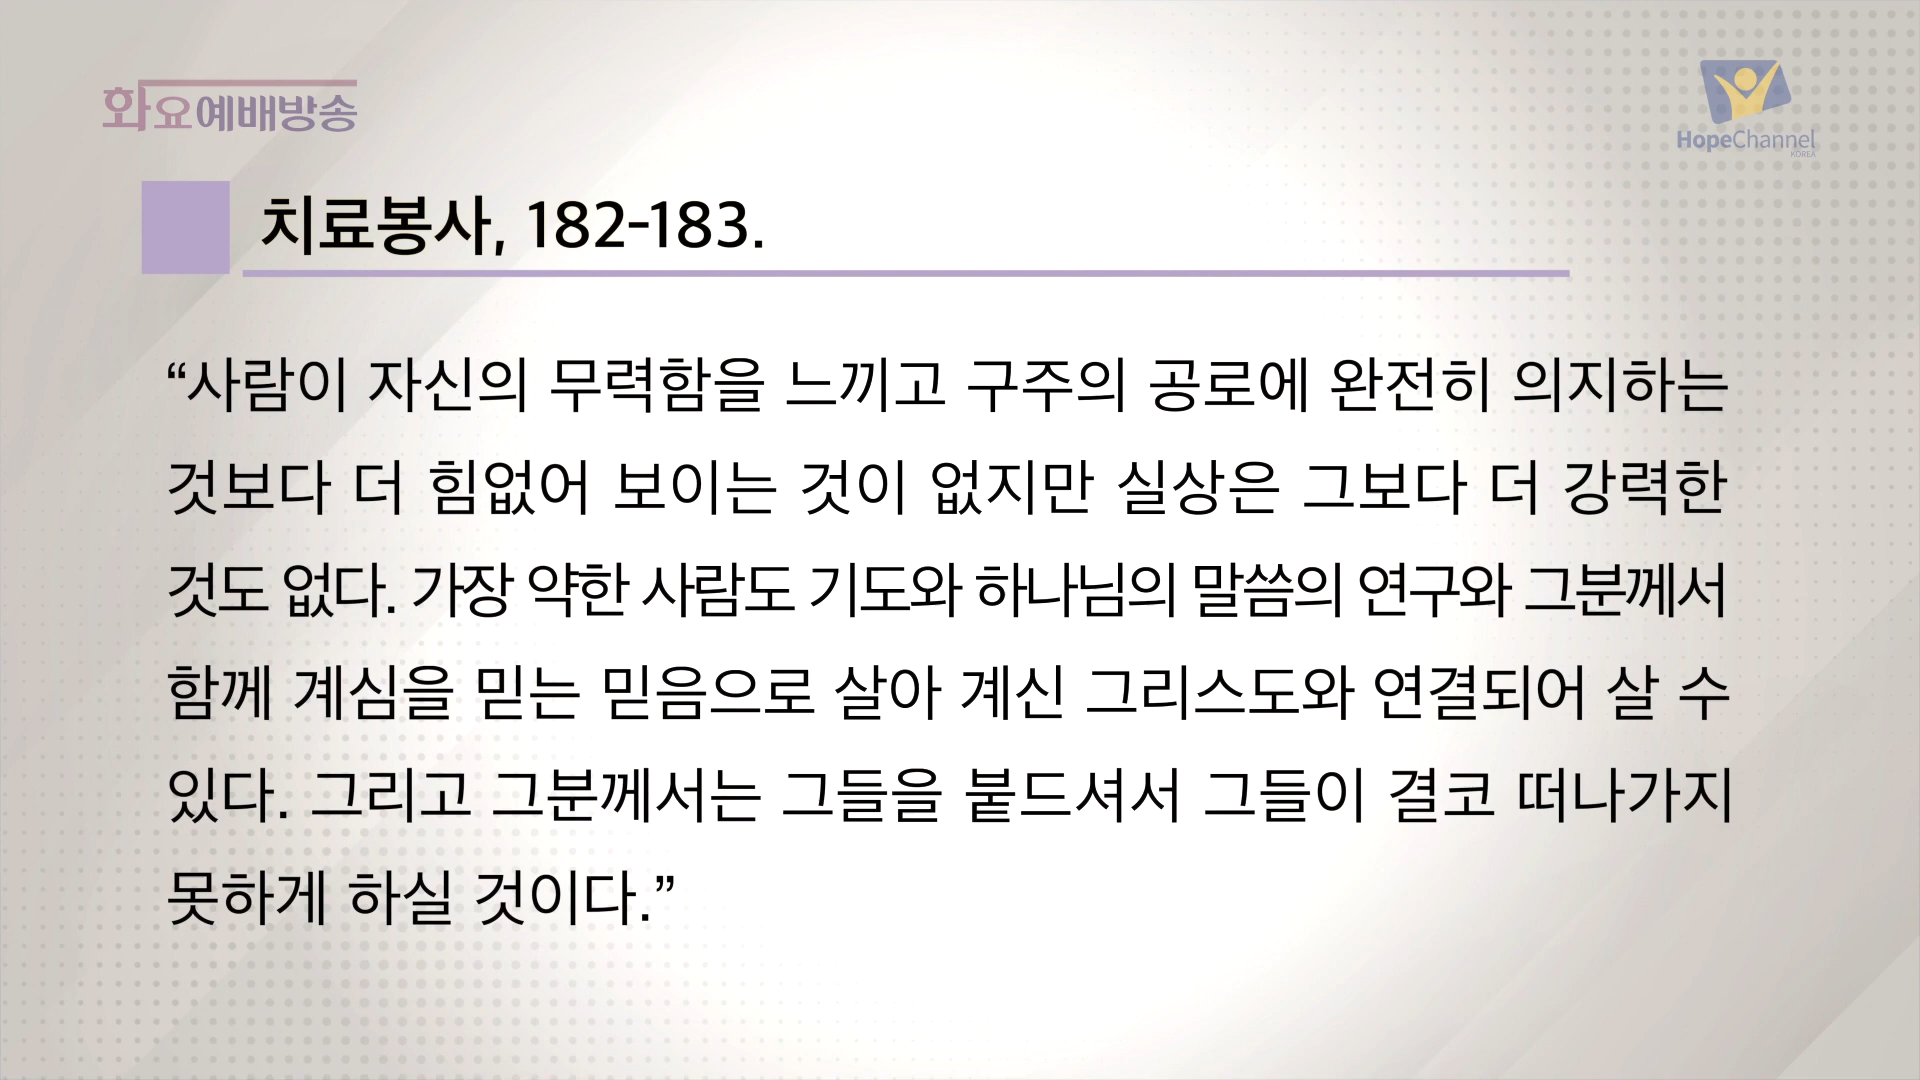 화요예배방송
HopeChannel
KOREA
치료봉사, 182-183.
“사람이 자신의 무력함을 느끼고 구주의 공로에 완전히 의지하는
것보다 더 힘없어 보이는 것이 없지만 실상은 그보다 더 강력한
것도 없다. 가장 약한 사람도 기도와 하나님의 말씀의 연구와 그분께서
함께 계심을 믿는 믿음으로 살아 계신 그리스도와 연결되어 살 수
있다. 그리고 그분께서는 그들을 붙드셔서 그들이 결코 떠나가지
못하게 하실 것이다.”